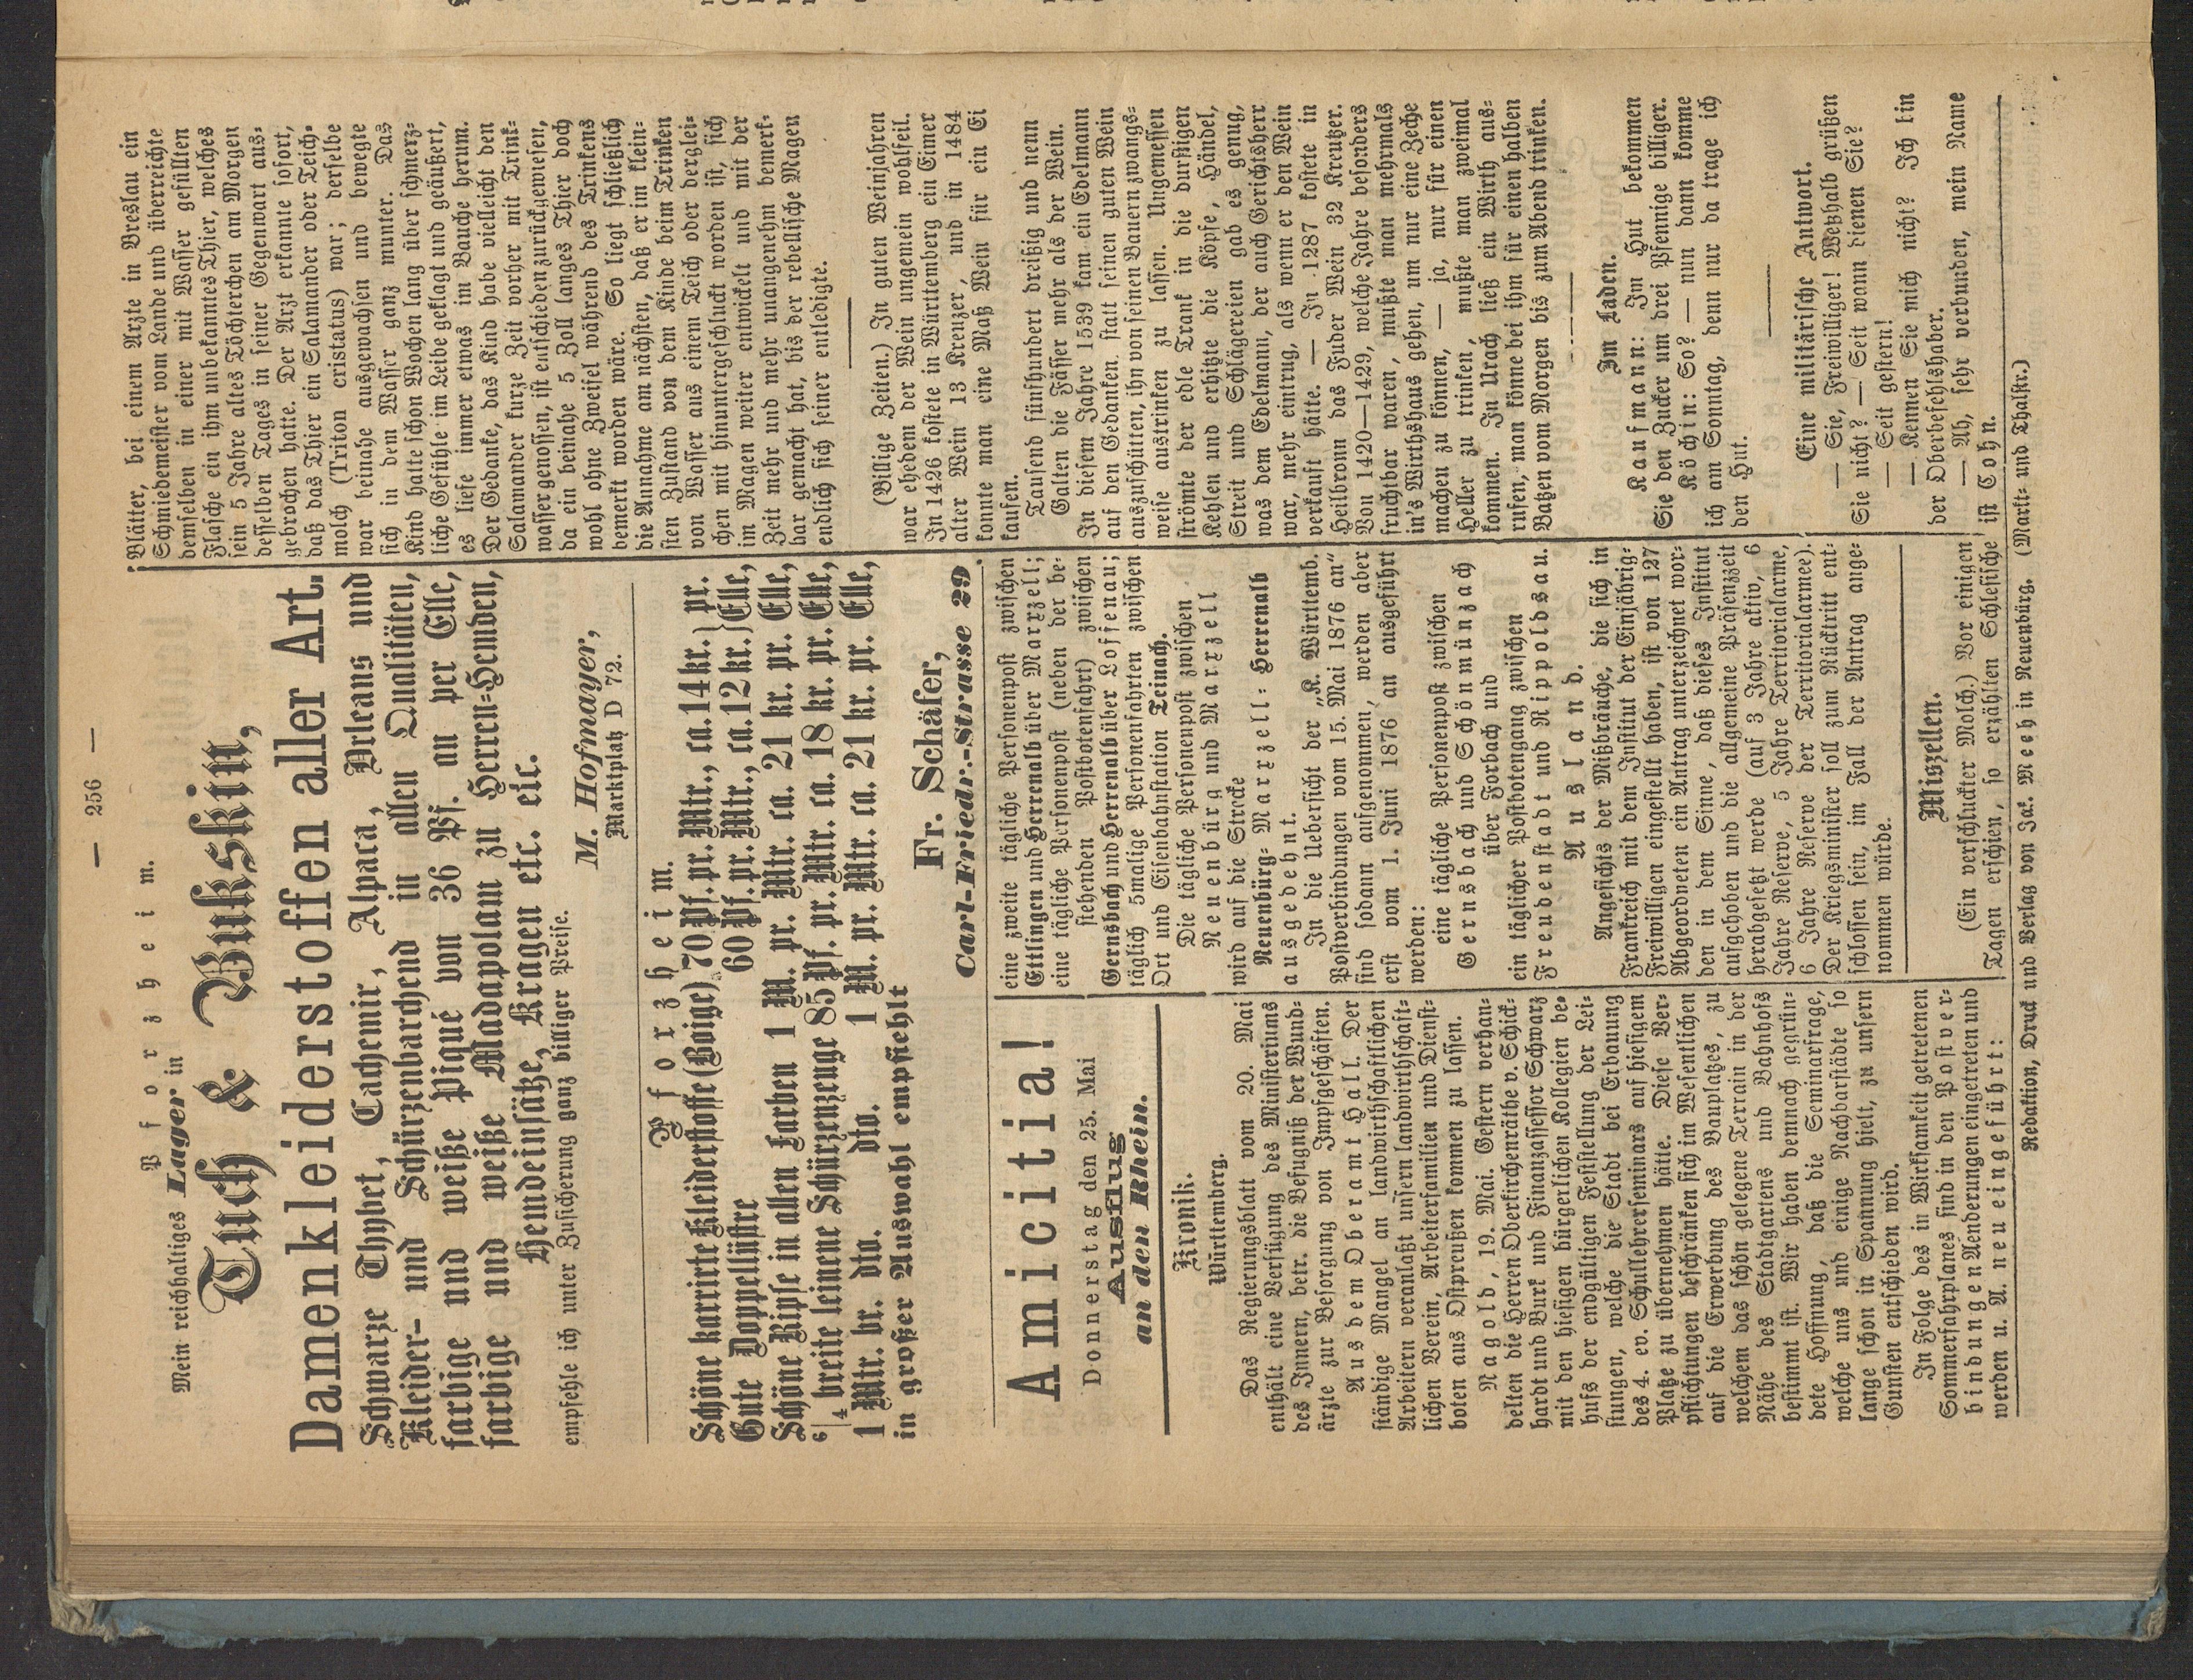 — 256 —
Pforzheim.
Mein reichhaltiges Lager in
Tuch & Bukskin,
Damenkleiderstoffen aller Art.
Schwarze Thybet, Cachemir, Alpara, Orleans und
Kleider- und Schürzenbarchend in allen Qualitäten,
farbige und weiße Piqué von 36 Pf. an per Elle,
farbige und weiße Madapolam zu Herren-Hemden,
Hemdeinsätze, Kragen etc. etc.
empfehle ich unter Zusicherung ganz billiger Preise.
M. Hofmayer,
Marktplatz D 72.
Pforzheim.
Schöne karrirte Kleiderstoffe (Boige) 70 Pf. pr. Mtr., ca. 14 kr. } pr.
Gute Doppellüstre 60 Pf. pr. Mtr., ca. 12 kr. } Elle,
Schöne Ripse in allen Farben 1 M. pr. Mtr. ca. 21 kr. pr. Elle,
6/4 breite leinene Schürzenzeuge 85 Pf. pr. Mtr. ca. 18 kr. pr. Elle,
1 Mtr. br. dto. dto. 1 M. pr. Mtr. ca. 21 kr. pr. Elle,
in großer Auswahl empfiehlt
Fr. Schäfer,
Carl-Friedr.-Strasse 29.
Amicitia!
Donnerstag den 25. Mai
Ausflug
an den Rhein.
Kronik.
Württemberg.
Das Regierungsblatt vom 20. Mai
enthält eine Verfügung des Ministeriums
des Innern, betr. die Befugniß der Wund-
ärzte zur Besorgung von Impfgeschäften.
Aus dem Oberamt Hall. Der
ständige Mangel an landwirthschaftlichen
Arbeitern veranlaßt unsern landwirthschaft-
lichen Verein, Arbeiterfamilien und Dienst-
boten aus Ostpreußen kommen zu lassen.
Nagold, 19. Mai. Gestern verhan-
delten die Herren Oberkirchenräthe v. Schick-
hardt und Burk und Finanzassessor Schwarz
mit den hiesigen bürgerlichen Kollegien be-
hufs der endgültigen Feststellung der Lei-
stungen, welche die Stadt bei Erbauung
des 4. ev. Schullehrerseminars auf hiesigem
Platze zu übernehmen hätte. Diese Ver-
pflichtungen beschränken sich im Wesentlichen
auf die Erwerbung des Bauplatzes, zu
welchem das schön gelegene Terrain in der
Nähe des Stadtgartens und Bahnhofs
bestimmt ist. Wir haben demnach gegrün-
dete Hoffnung, daß die Seminarfrage,
welche uns und einige Nachbarstädte so
lange schon in Spannung hielt, zu unsern
Gunsten entschieden wird.
In Folge des in Wirksamkeit getretenen
Sommerfahrplanes sind in den Postver-
bindungen Aenderungen eingetreten und
werden u. A. neu eingeführt:
eine zweite tägliche Personenpost zwischen
Ettlingen und Herrenalb über Marxzell;
eine tägliche Personenpost (neben der be-
stehenden Postbotenfahrt) zwischen
Gernsbach und Herrenalb über Loffenau;
täglich 5malige Personenfahrten zwischen
Ort und Eisenbahnstation Teinach.
Die tägliche Personenpost zwischen
Neuenbürg und Marxzell
wird auf die Strecke
Neuenbürg-Marxzell-Herrenalb
ausgedehnt.
In die Uebersicht der „K. Württemb.
Postverbindungen vom 15. Mai 1876 an“
sind sodann aufgenommen, werden aber
erst vom 1. Juni 1876 an ausgeführt
werden:
eine tägliche Personenpost zwischen
Gernsbach und Schönmünzach
über Forbach und
ein täglicher Postbotengang zwischen
Freudenstadt und Rippoldsau.
Ausland.
Angesichts der Mißbräuche, die sich in
Frankreich mit dem Institut der Einjährig-
Freiwilligen eingestellt haben, ist von 127
Abgeordneten ein Antrag unterzeichnet wor-
den in dem Sinne, daß dieses Institut
aufgehoben und die allgemeine Präsenzzeit
herabgesetzt werde (auf 3 Jahre aktiv, 6
Jahre Reserve, 5 Jahre Territorialarme,
6 Jahre Reserve der Territorialarmee).
Der Kriegsminister soll zum Rücktritt ent-
schlossen sein, im Fall der Antrag ange-
nommen würde.
Miszellen.
(Ein verschluckter Molch.) Vor einigen
Tagen erschien, so erzählten Schlesische
Blätter, bei einem Arzte in Breslau ein
Schmiedemeister vom Lande und überreichte
demselben in einer mit Wasser gefüllten
Flasche ein ihm unbekanntes Thier, welches
sein 5 Jahre altes Töchterchen am Morgen
desselben Tages in seiner Gegenwart aus-
gebrochen hatte. Der Arzt erkannte sofort,
daß das Thier ein Salamander oder Teich-
molch (Triton cristatus) war; derselbe
war beinahe ausgewachsen und bewegte
sich in dem Wasser ganz munter. Das
Kind hatte schon Wochen lang über schmerz-
liche Gefühle im Leibe geklagt und geäußert,
es liefe immer etwas im Bauche herum.
Der Gedanke, das Kind habe vielleicht den
Salamander kurze Zeit vorher mit Trink-
wasser genossen, ist entschieden zurückgewiesen,
da ein beinahe 5 Zoll langes Thier doch
wohl ohne Zweifel während des Trinkens
bemerkt worden wäre. So liegt schließlich
die Annahme am nächsten, daß er im klein-
sten Zustand von dem Kinde beim Trinken
von Wasser aus einem Teich oder derglei-
chen mit hinuntergeschluckt worden ist, sich
im Magen weiter entwickelt und mit der
Zeit mehr und mehr unangenehm bemerk-
bar gemacht hat, bis der rebellische Magen
endlich sich seiner entledigte.
(Billige Zeiten.) In guten Weinjahren
war ehedem der Wein ungemein wohlfeil.
In 1426 kostete in Württemberg ein Eimer
alter Wein 13 Kreuzer, und in 1484
konnte man eine Maß Wein für ein Ei
kaufen.
Tausend fünfhundert dreißig und neun
Galten die Fässer mehr als der Wein.
In diesem Jahre 1539 kam ein Edelmann
auf den Gedanken, statt seinen guten Wein
auszuschütten, ihn von seinen Bauern zwangs-
weise austrinken zu lassen. Ungemessen
strömte der edle Trank in die durstigen
Kehlen und erhitzte die Köpfe, Händel,
Streit und Schlägereien gab es genug,
was dem Edelmann, der auch Gerichtsherr
war, mehr eintrug, als wenn er den Wein
verkauft hätte. — In 1287 kostete in
Heilbronn das Fuder Wein 32 Kreutzer.
Von 1420—1429, welche Jahre besonders
fruchtbar waren, mußte man mehrmals
in's Wirthshaus gehen, um nur eine Zeche
machen zu können, — ja, nur für einen
Heller zu trinken, mußte man zweimal
kommen. In Urach ließ ein Wirth aus-
rufen, man könne bei ihm für einen halben
Batzen vom Morgen bis zum Abend trinken.
Im Laden.
Kaufmann: Im Hut bekommen
Sie den Zucker um drei Pfennige billiger.
Köchin: So? — nun dann komme
ich am Sonntag, denn nur da trage ich
den Hut.
Eine militärische Antwort.
— Sie, Freiwilliger! Weßhalb grüßen
Sie nicht? — Seit wann dienen Sie?
— Seit gestern!
— Kennen Sie mich nicht? Ich bin
der Oberbefehlshaber.
— Ah, sehr verbunden, mein Name
ist Cohn.
Redaktion, Druck und Verlag von Jak. Meeh in Neuenbürg. (Markt- und Thalstr.)